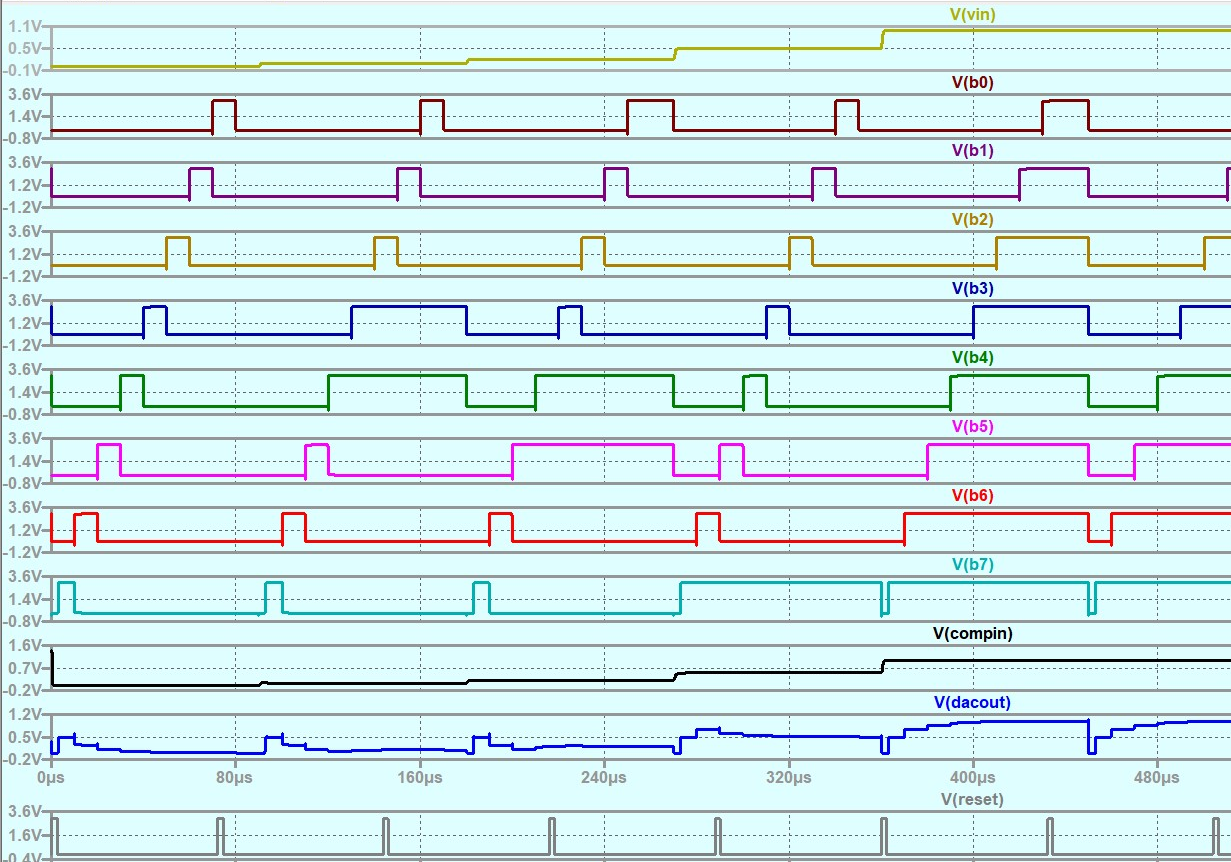 V(vin)
1.1V
0.5V
-0.1V
V(b0)
3.6V
1.4V
-0.8V
V(b1)
3.6V
1.2V
-1.2V
V(b2)
3.6V
1.2V
-1.2V
V(b3)
3.6V
1.2V
-1.2V
V(b4)
3.6V
1.4V
-0.8V
V(b5)
3.6V
1.4V
-0.8V
V(b6)
3.6V
1.2V
-1.2V
V(b7)
3.6V
1.4V
-0.8V
V(compin)
1.6V
0.7V
-0.2V
V(dacout)
1.2V
0.5V
-0.2V
0µs 80µs 160µs 240µs 320µs 400µs 480µs
V(reset)
3.6V
1.6V
-0.4V